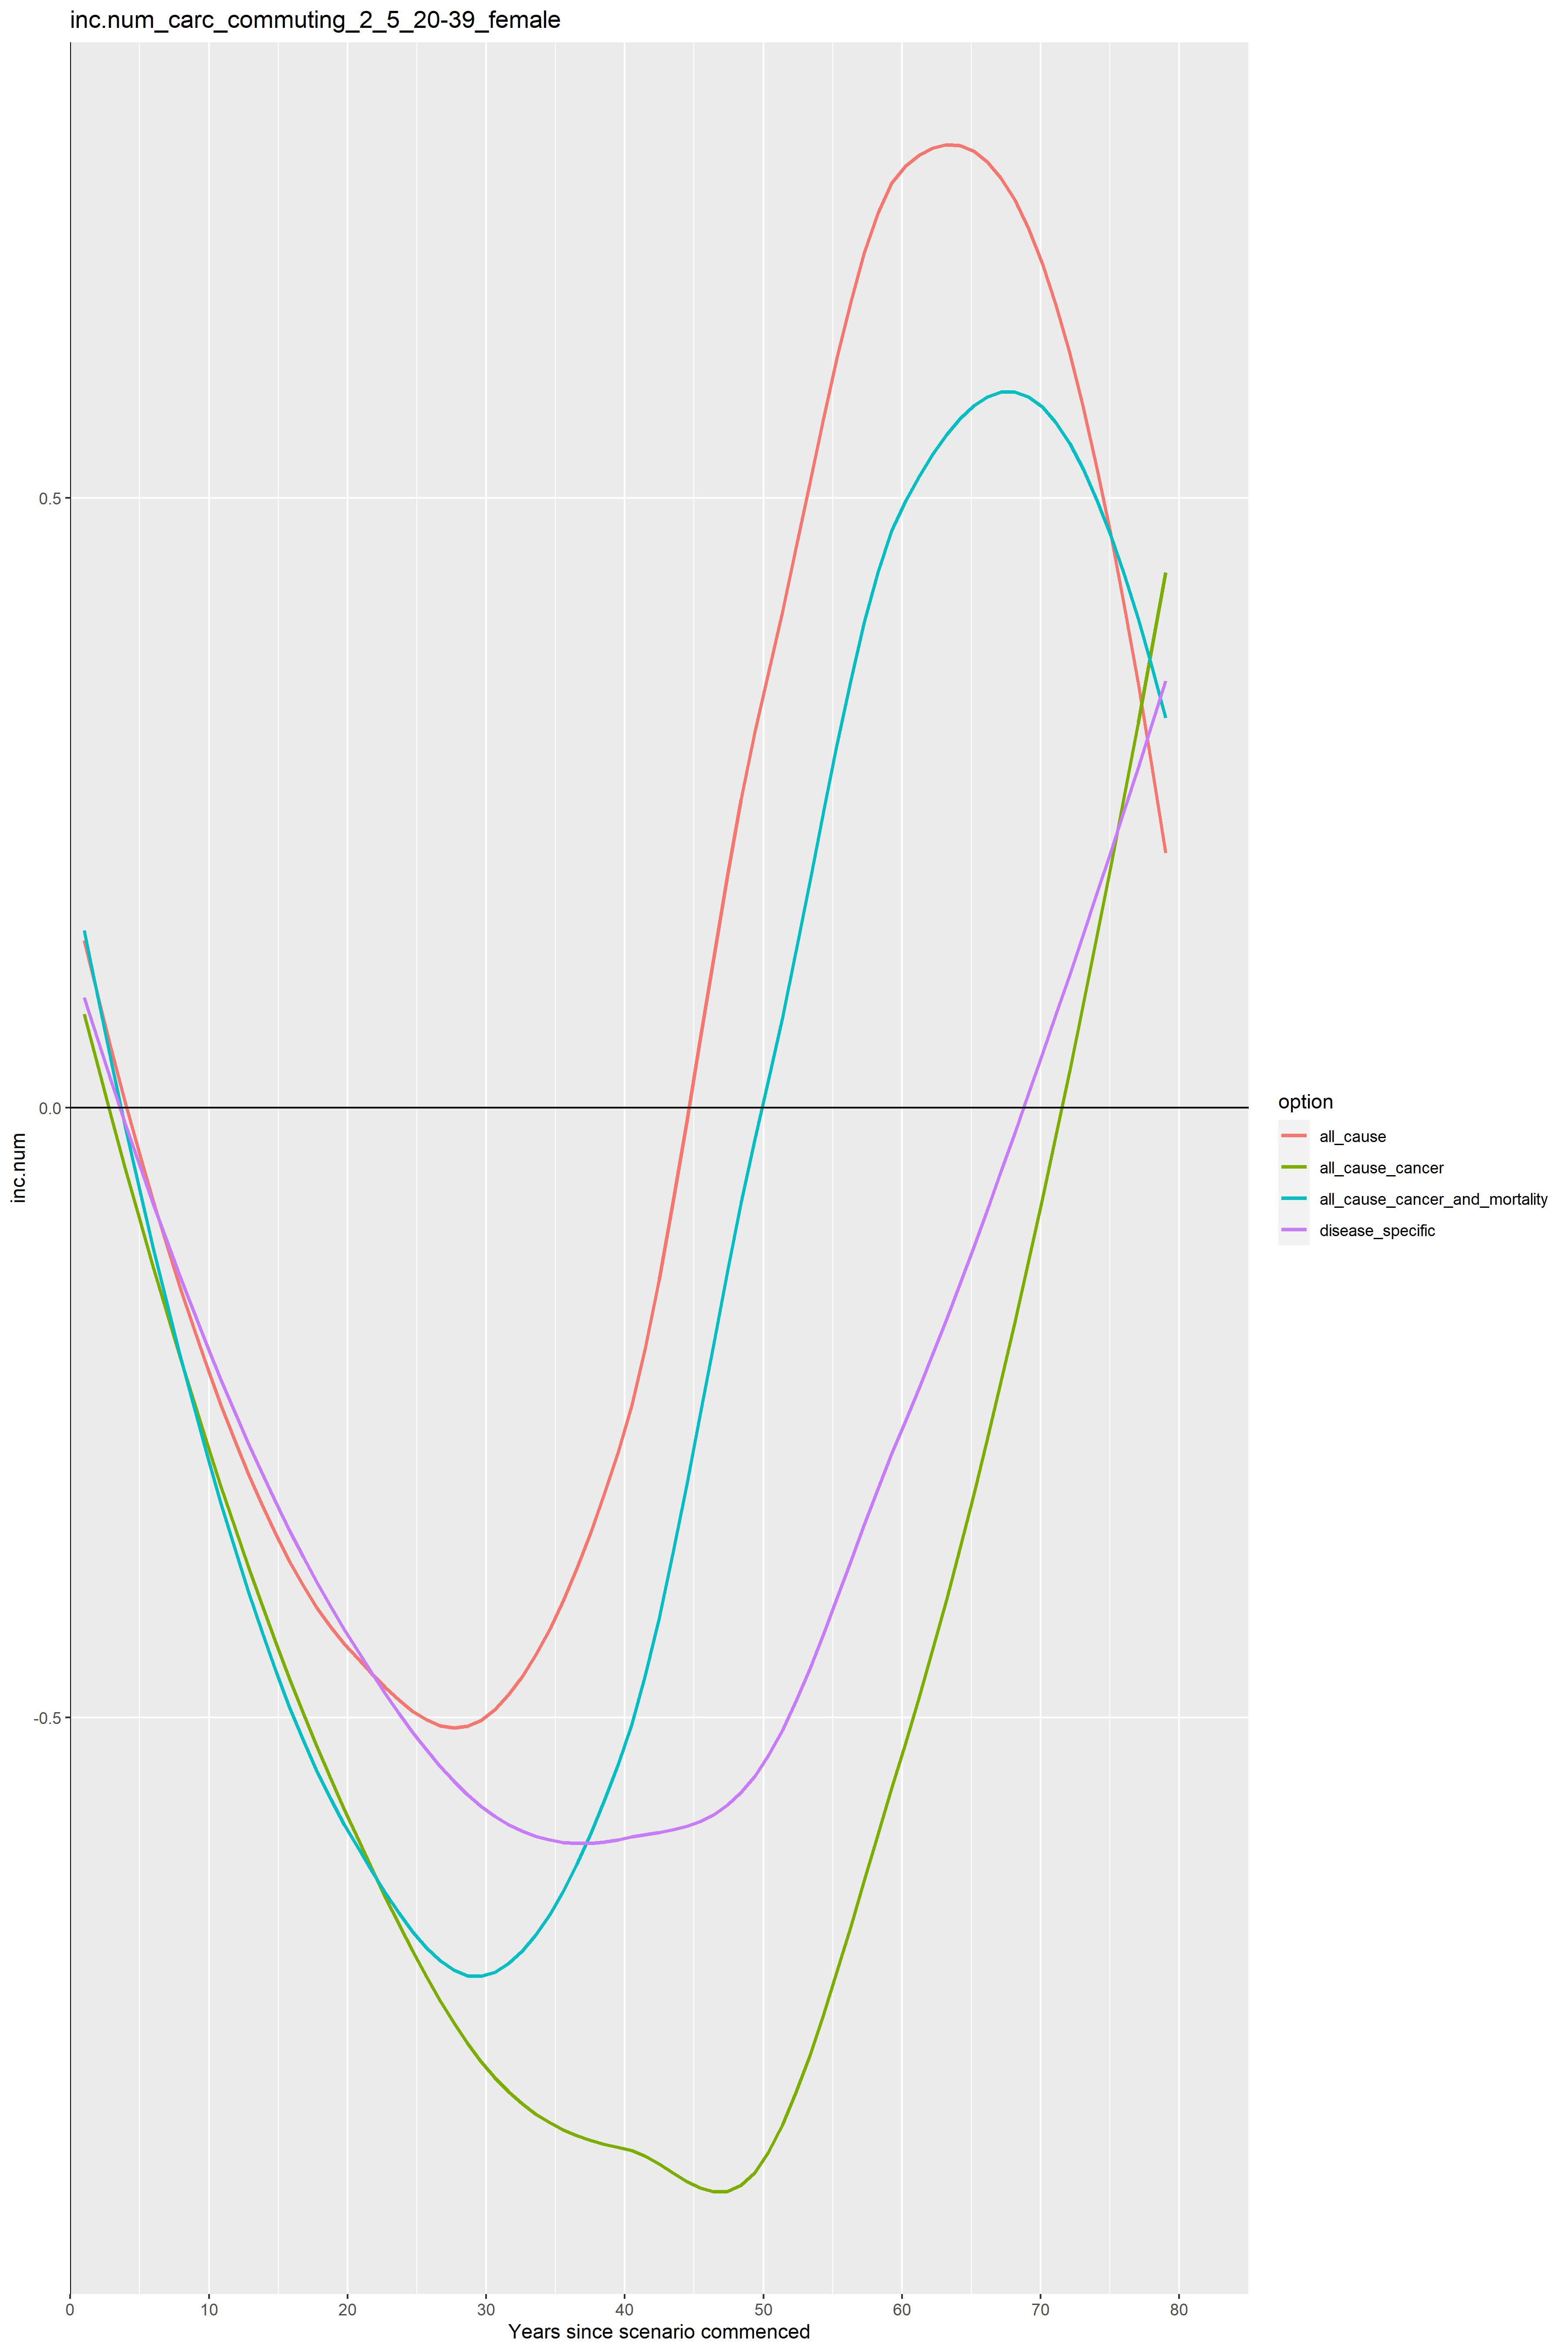 inc.num_carc_commuting_2_5_20-39_female
inc.num
0.5
0.0
-0.5
0 10 20 30 40 50 60 70 80
Years since scenario commenced
option
all_cause
all_cause_cancer
all_cause_cancer_and_mortality
disease_specific